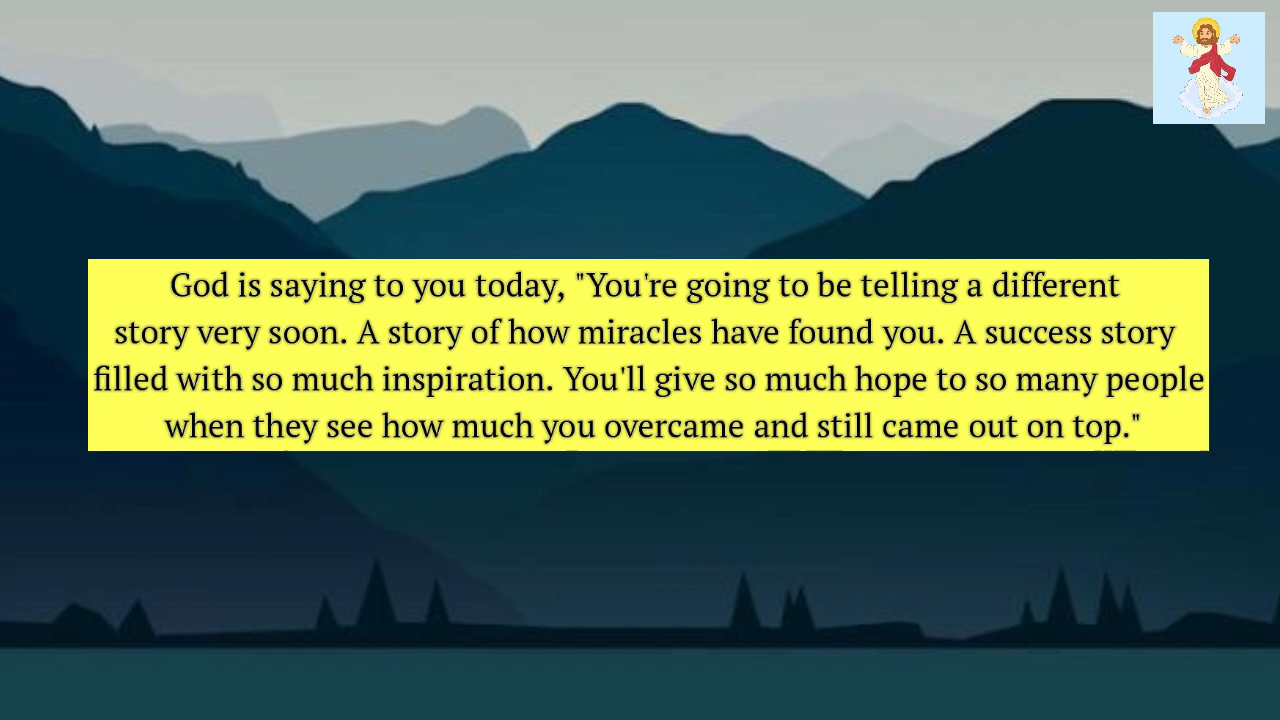 God is saying to you today, "You're going to be telling a different
story very soon. A story of how miracles have found you. A success story
filled with so much inspiration. You'll give so much hope to so many people
when they see how much you overcame and still came out on top."